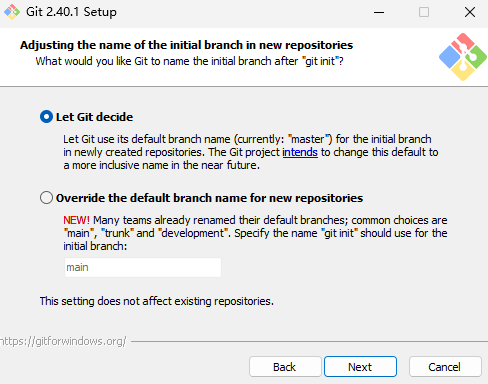 Git 2.40.1 Setup
Adjusting the name of the initial branch in new repositories
What would you like Git to name the initial branch after "git init"?
Let Git decide
Let Git use its default branch name (currently: "master") for the initial branch
in newly created repositories. The Git project intends to change this default to
a more inclusive name in the near future.
Override the default branch name for new repositories
NEW! Many teams already renamed their default branches; common choices are
"main", "trunk" and "development". Specify the name "git init" should use for the
initial branch:
main
This setting does not affect existing repositories.
https://gitforwindows.org/
Back
Next
Cancel